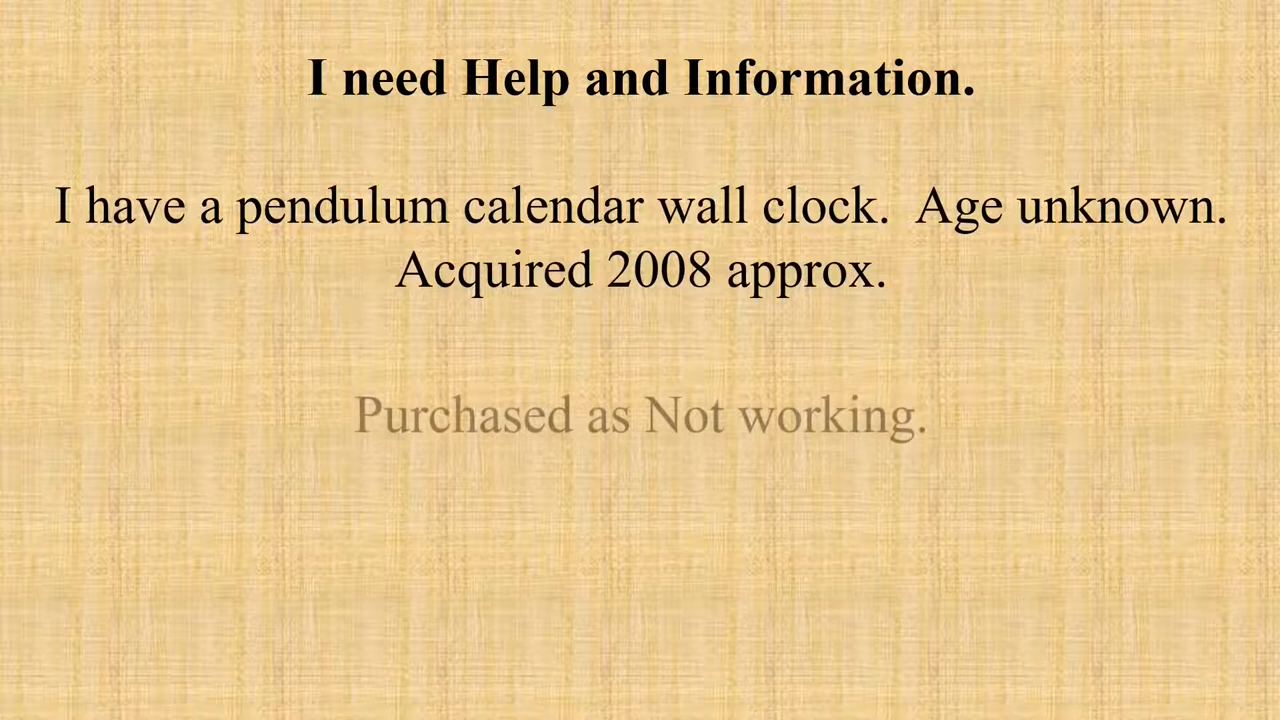 I need Help and Information.
I have a pendulum calendar wall clock.  Age unknown.
Acquired 2008 approx.
Purchased as Not working.